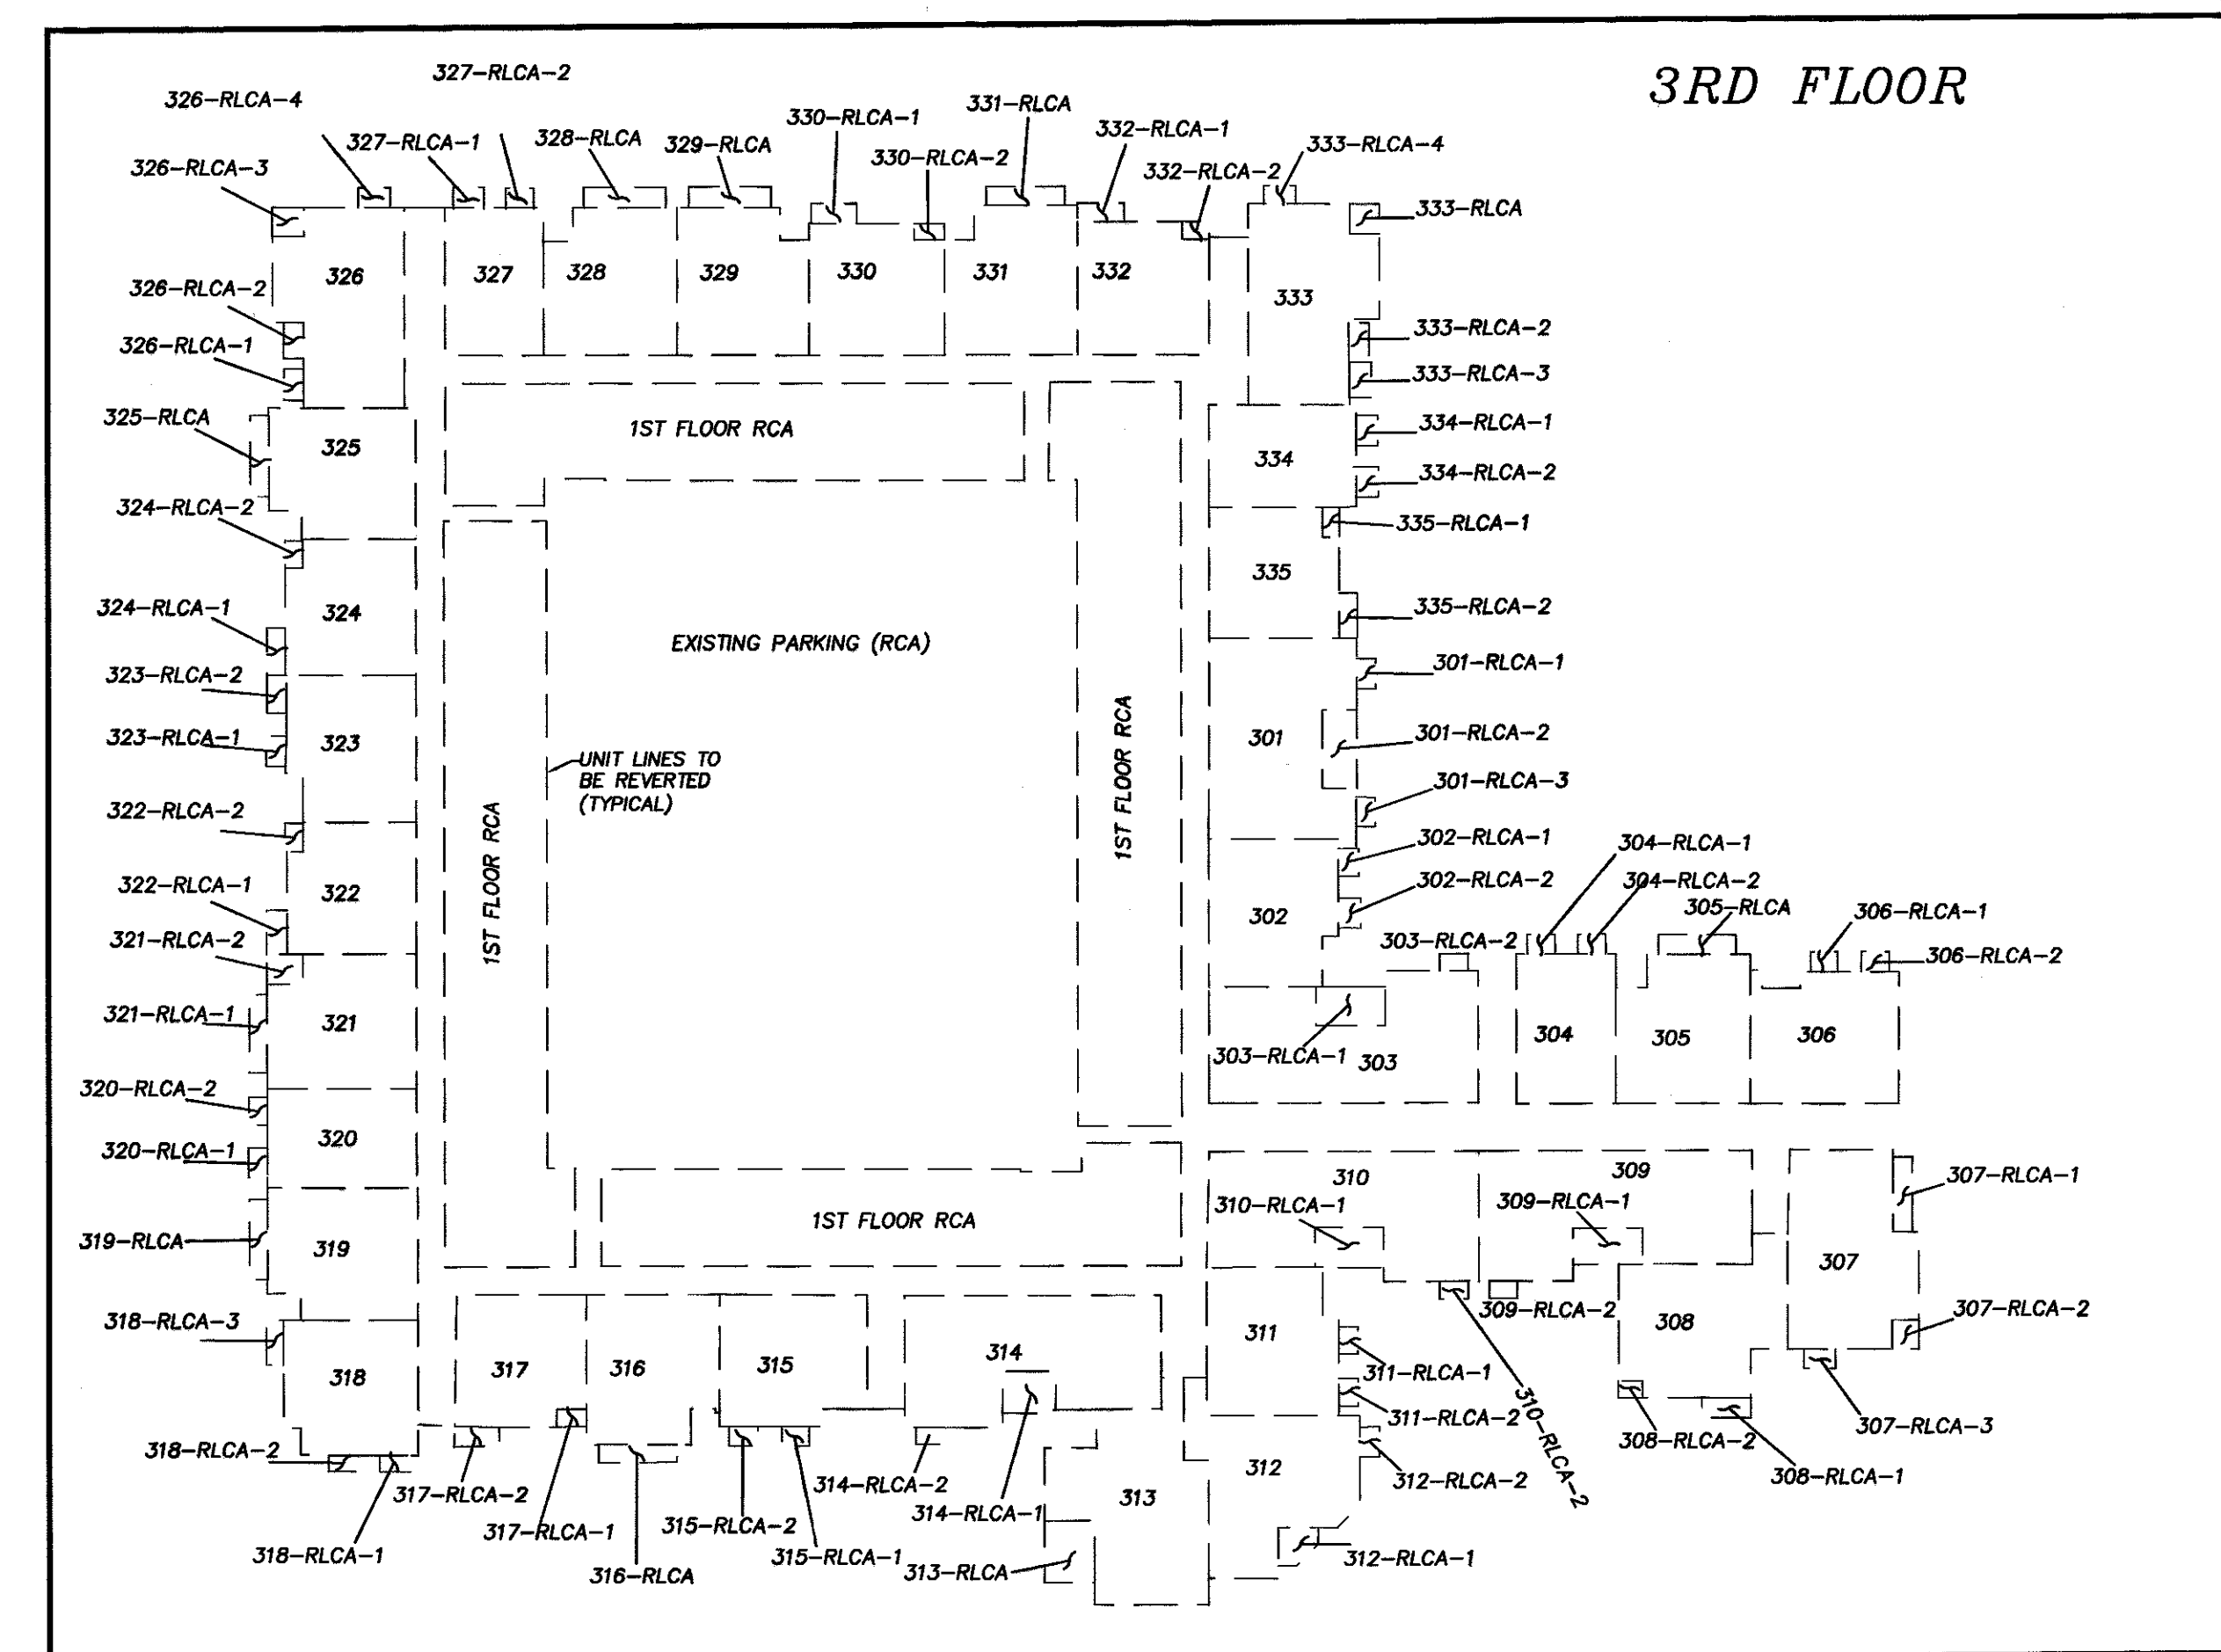 3RD FLOOR
327-RLCA-2
326-RLCA-4
331-RLCA
330-RLCA-1
332-RLCA-1
327-RLCA-1
328-RLCA
329-RLCA
333-RLCA-4
330-RLCA-2
332-RLCA-2
326-RLCA-3
333-RLCA
326
327
328
329
330
331
332
333
326-RLCA-2
333-RLCA-2
326-RLCA-1
333-RLCA-3
325-RLCA
334-RLCA-1
1ST FLOOR RCA
325
334
334-RLCA-2
324-RLCA-2
335-RLCA-1
335
324-RLCA-1
324
335-RLCA-2
EXISTING PARKING (RCA)
301-RLCA-1
323-RLCA-2
323-RLCA-1
323
301
301-RLCA-2
UNIT LINES TO
BE REVERTED
(TYPICAL)
1ST FLOOR RCA
301-RLCA-3
322-RLCA-2
302-RLCA-1
304-RLCA-1
1ST FLOOR RCA
322-RLCA-1
322
302-RLCA-2
304-RLCA-2
305-RLCA
306-RLCA-1
302
321-RLCA-2
303-RLCA-2
306-RLCA-2
321-RLCA-1
321
304
305
306
303-RLCA-1
303
320-RLCA-2
320
320-RLCA-1
310
309
307-RLCA-1
310-RLCA-1
309-RLCA-1
1ST FLOOR RCA
319-RLCA
319
307
309-RLCA-2
307-RLCA-2
318-RLCA-3
311
308
314
317
316
315
318
311-RLCA-1
310-RLCA-2
311-RLCA-2
307-RLCA-3
308-RLCA-2
318-RLCA-2
312
312-RLCA-2
308-RLCA-1
314-RLCA-2
317-RLCA-2
313
314-RLCA-1
315-RLCA-2
317-RLCA-1
318-RLCA-1
315-RLCA-1
312-RLCA-1
316-RLCA
313-RLCA